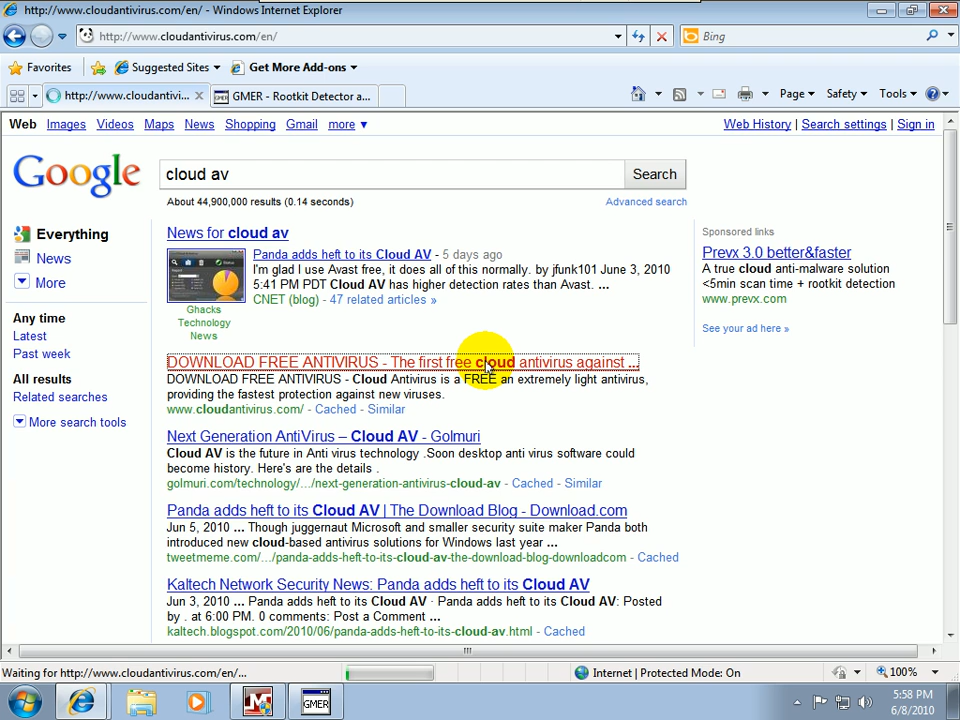 http://www.cloudantivirus.com/en/ - Windows Internet Explorer
http://www.cloudantivirus.com/en/
Bing
Favorites
Suggested Sites
Get More Add-ons
http://www.cloudantivi...
GMER - Rootkit Detector a...
Page
Safety
Tools
Web Images Videos Maps News Shopping Gmail more ▼
Web History | Search settings | Sign in
Google
cloud av
Search
About 44,900,000 results (0.14 seconds)
Advanced search
Everything
News
More
Any time
Latest
Past week
All results
Related searches
More search tools
News for cloud av
Panda adds heft to its Cloud AV - 5 days ago
I'm glad I use Avast free, it does all of this normally. by jfunk101 June 3, 2010
5:41 PM PDT Cloud AV has higher detection rates than Avast. ...
CNET (blog) - 47 related articles »
Ghacks
Technology
News
DOWNLOAD FREE ANTIVIRUS - The first free cloud antivirus against ...
DOWNLOAD FREE ANTIVIRUS - Cloud Antivirus is a FREE an extremely light antivirus,
providing the fastest protection against new viruses.
www.cloudantivirus.com/ - Cached - Similar
Next Generation AntiVirus – Cloud AV - Golmuri
Cloud AV is the future in Anti virus technology .Soon desktop anti virus software could
become history. Here's are the details .
golmuri.com/technology/.../next-generation-antivirus-cloud-av - Cached - Similar
Panda adds heft to its Cloud AV | The Download Blog - Download.com
Jun 5, 2010 ... Though juggernaut Microsoft and smaller security suite maker Panda both
introduced new cloud-based antivirus solutions for Windows last year ...
tweetmeme.com/.../panda-adds-heft-to-its-cloud-av-the-download-blog-downloadcom - Cached
Kaltech Network Security News: Panda adds heft to its Cloud AV
Jun 3, 2010 ... Panda adds heft to its Cloud AV · Panda adds heft to its Cloud AV: Posted
by . at 6:00 PM. 0 comments: Post a Comment ...
kaltech.blogspot.com/2010/06/panda-adds-heft-to-its-cloud-av.html - Cached
Sponsored links
Prevx 3.0 better&faster
A true cloud anti-malware solution
<5min scan time + rootkit detection
www.prevx.com
See your ad here »
Waiting for http://www.cloudantivirus.com/en/...
Internet | Protected Mode: On
100%
GMER
5:58 PM
6/8/2010